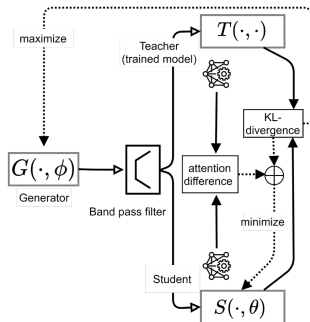 maximize
Teacher
(trained model)
T(·,·)
KL-
divergence
G(·,ϕ)
Generator
Band pass filter
attention
difference
minimize
Student
S(·,θ)